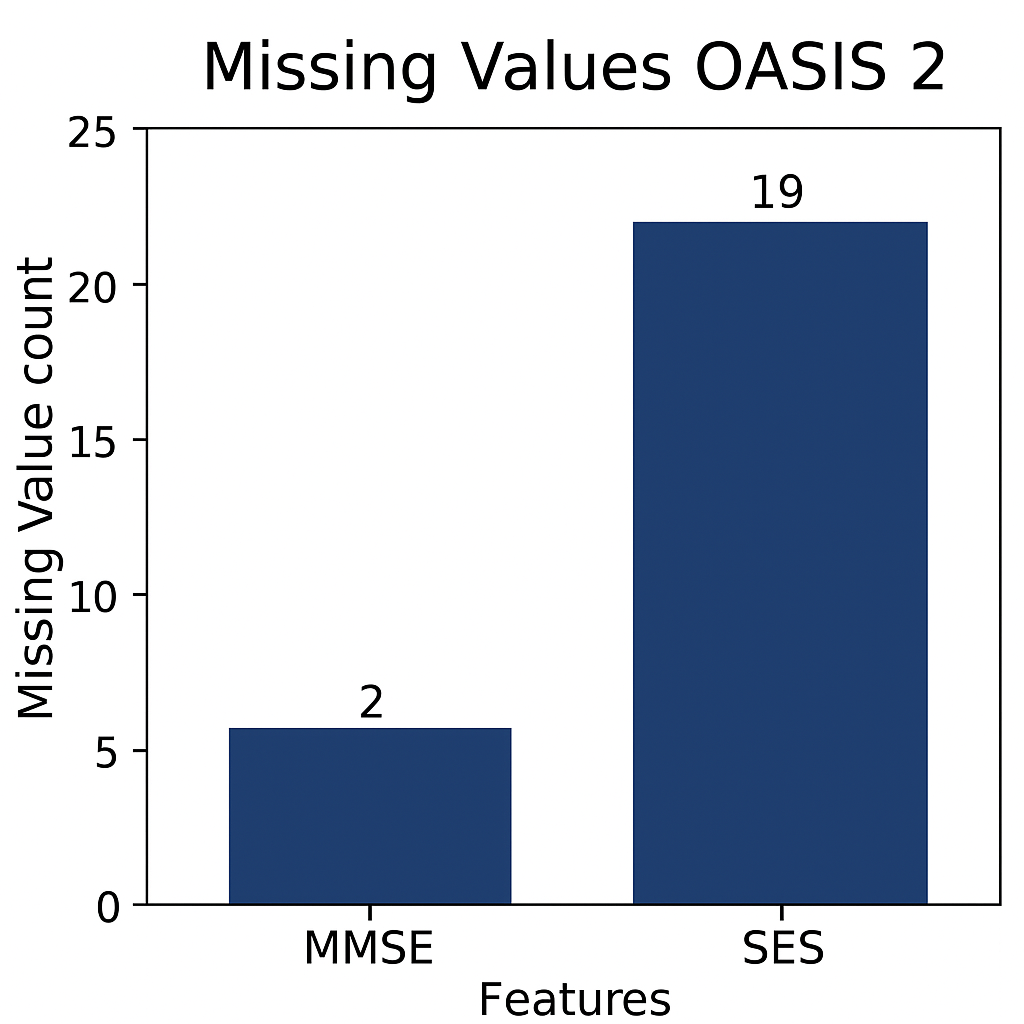 Missing Values OASIS 2
Missing Value count
25
20
15
10
5
0
19
2
MMSE
SES
Features